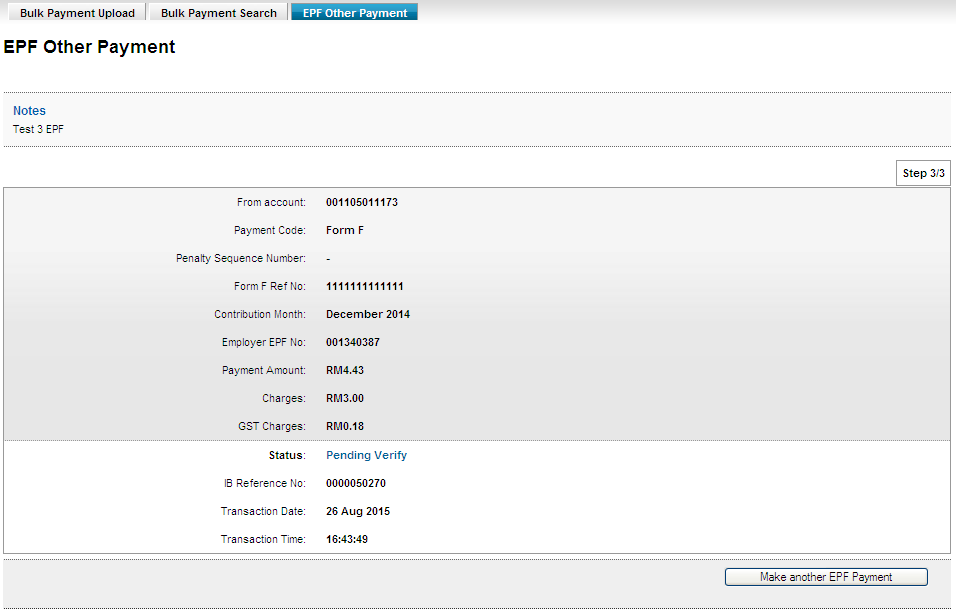 Bulk Payment Upload Bulk Payment Search EPF Other Payment
EPF Other Payment
Notes
Test 3 EPF
Step 3/3
From account: 001105011173
Payment Code: Form F
Penalty Sequence Number: -
Form F Ref No: 1111111111111
Contribution Month: December 2014
Employer EPF No: 001340387
Payment Amount: RM4.43
Charges: RM3.00
GST Charges: RM0.18
Status: Pending Verify
IB Reference No: 0000050270
Transaction Date: 26 Aug 2015
Transaction Time: 16:43:49
Make another EPF Payment